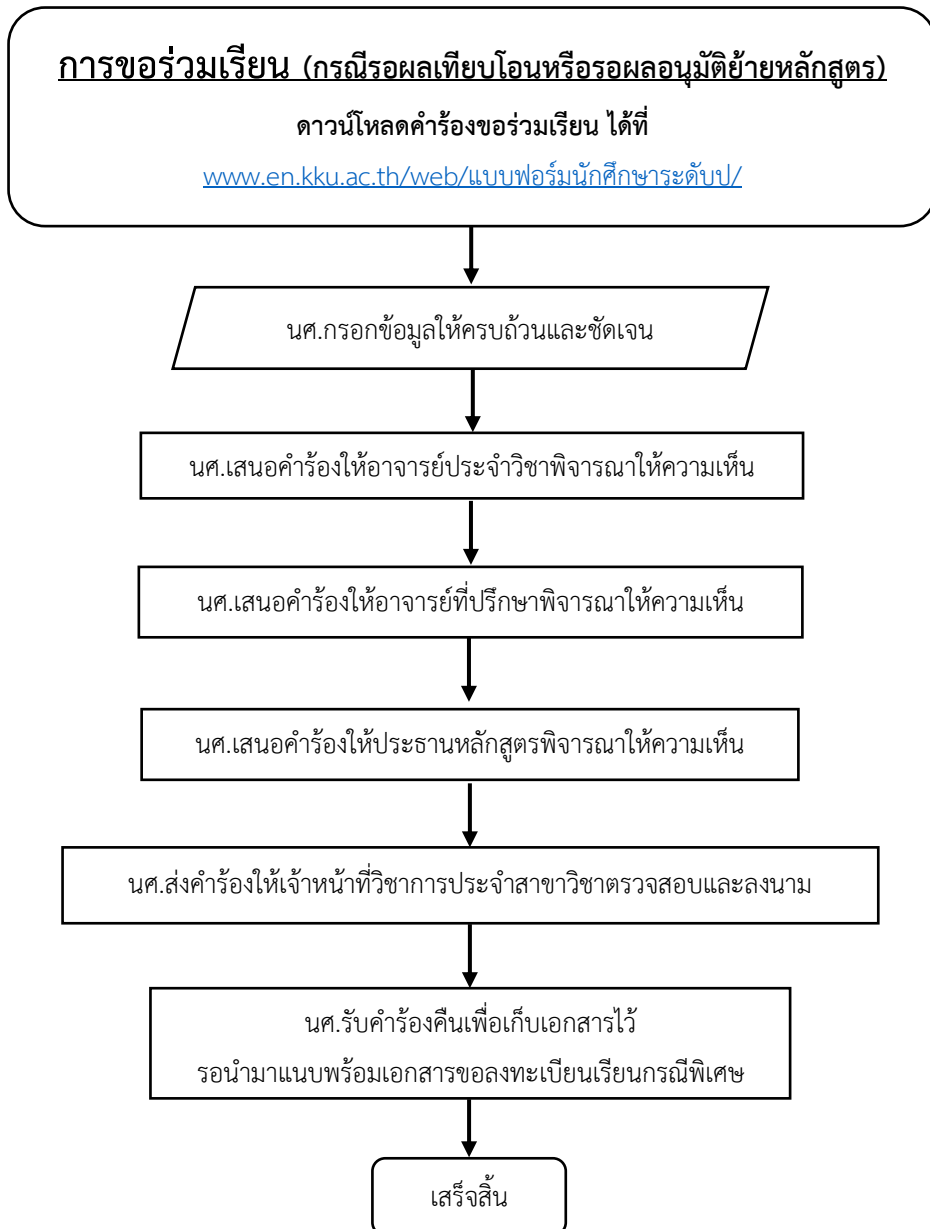 การขอร่วมเรียน (กรณีรอผลเทียบโอนหรือรอผลอนุมัติย้ายหลักสูตร)
ดาวน์โหลดคำร้องขอร่วมเรียน ได้ที่
www.en.kku.ac.th/web/แบบฟอร์มนักศึกษาระดับป/
นศ.กรอกข้อมูลให้ครบถ้วนและชัดเจน
นศ.เสนอคำร้องให้อาจารย์ประจำวิชาพิจารณาให้ความเห็น
นศ.เสนอคำร้องให้อาจารย์ที่ปรึกษาพิจารณาให้ความเห็น
นศ.เสนอคำร้องให้ประธานหลักสูตรพิจารณาให้ความเห็น
นศ.ส่งคำร้องให้เจ้าหน้าที่วิชาการประจำสาขาวิชาตรวจสอบและลงนาม
นศ.รับคำร้องคืนเพื่อเก็บเอกสารไว้
รอนำมาแนบพร้อมเอกสารขอลงทะเบียนเรียนกรณีพิเศษ
เสร็จสิ้น